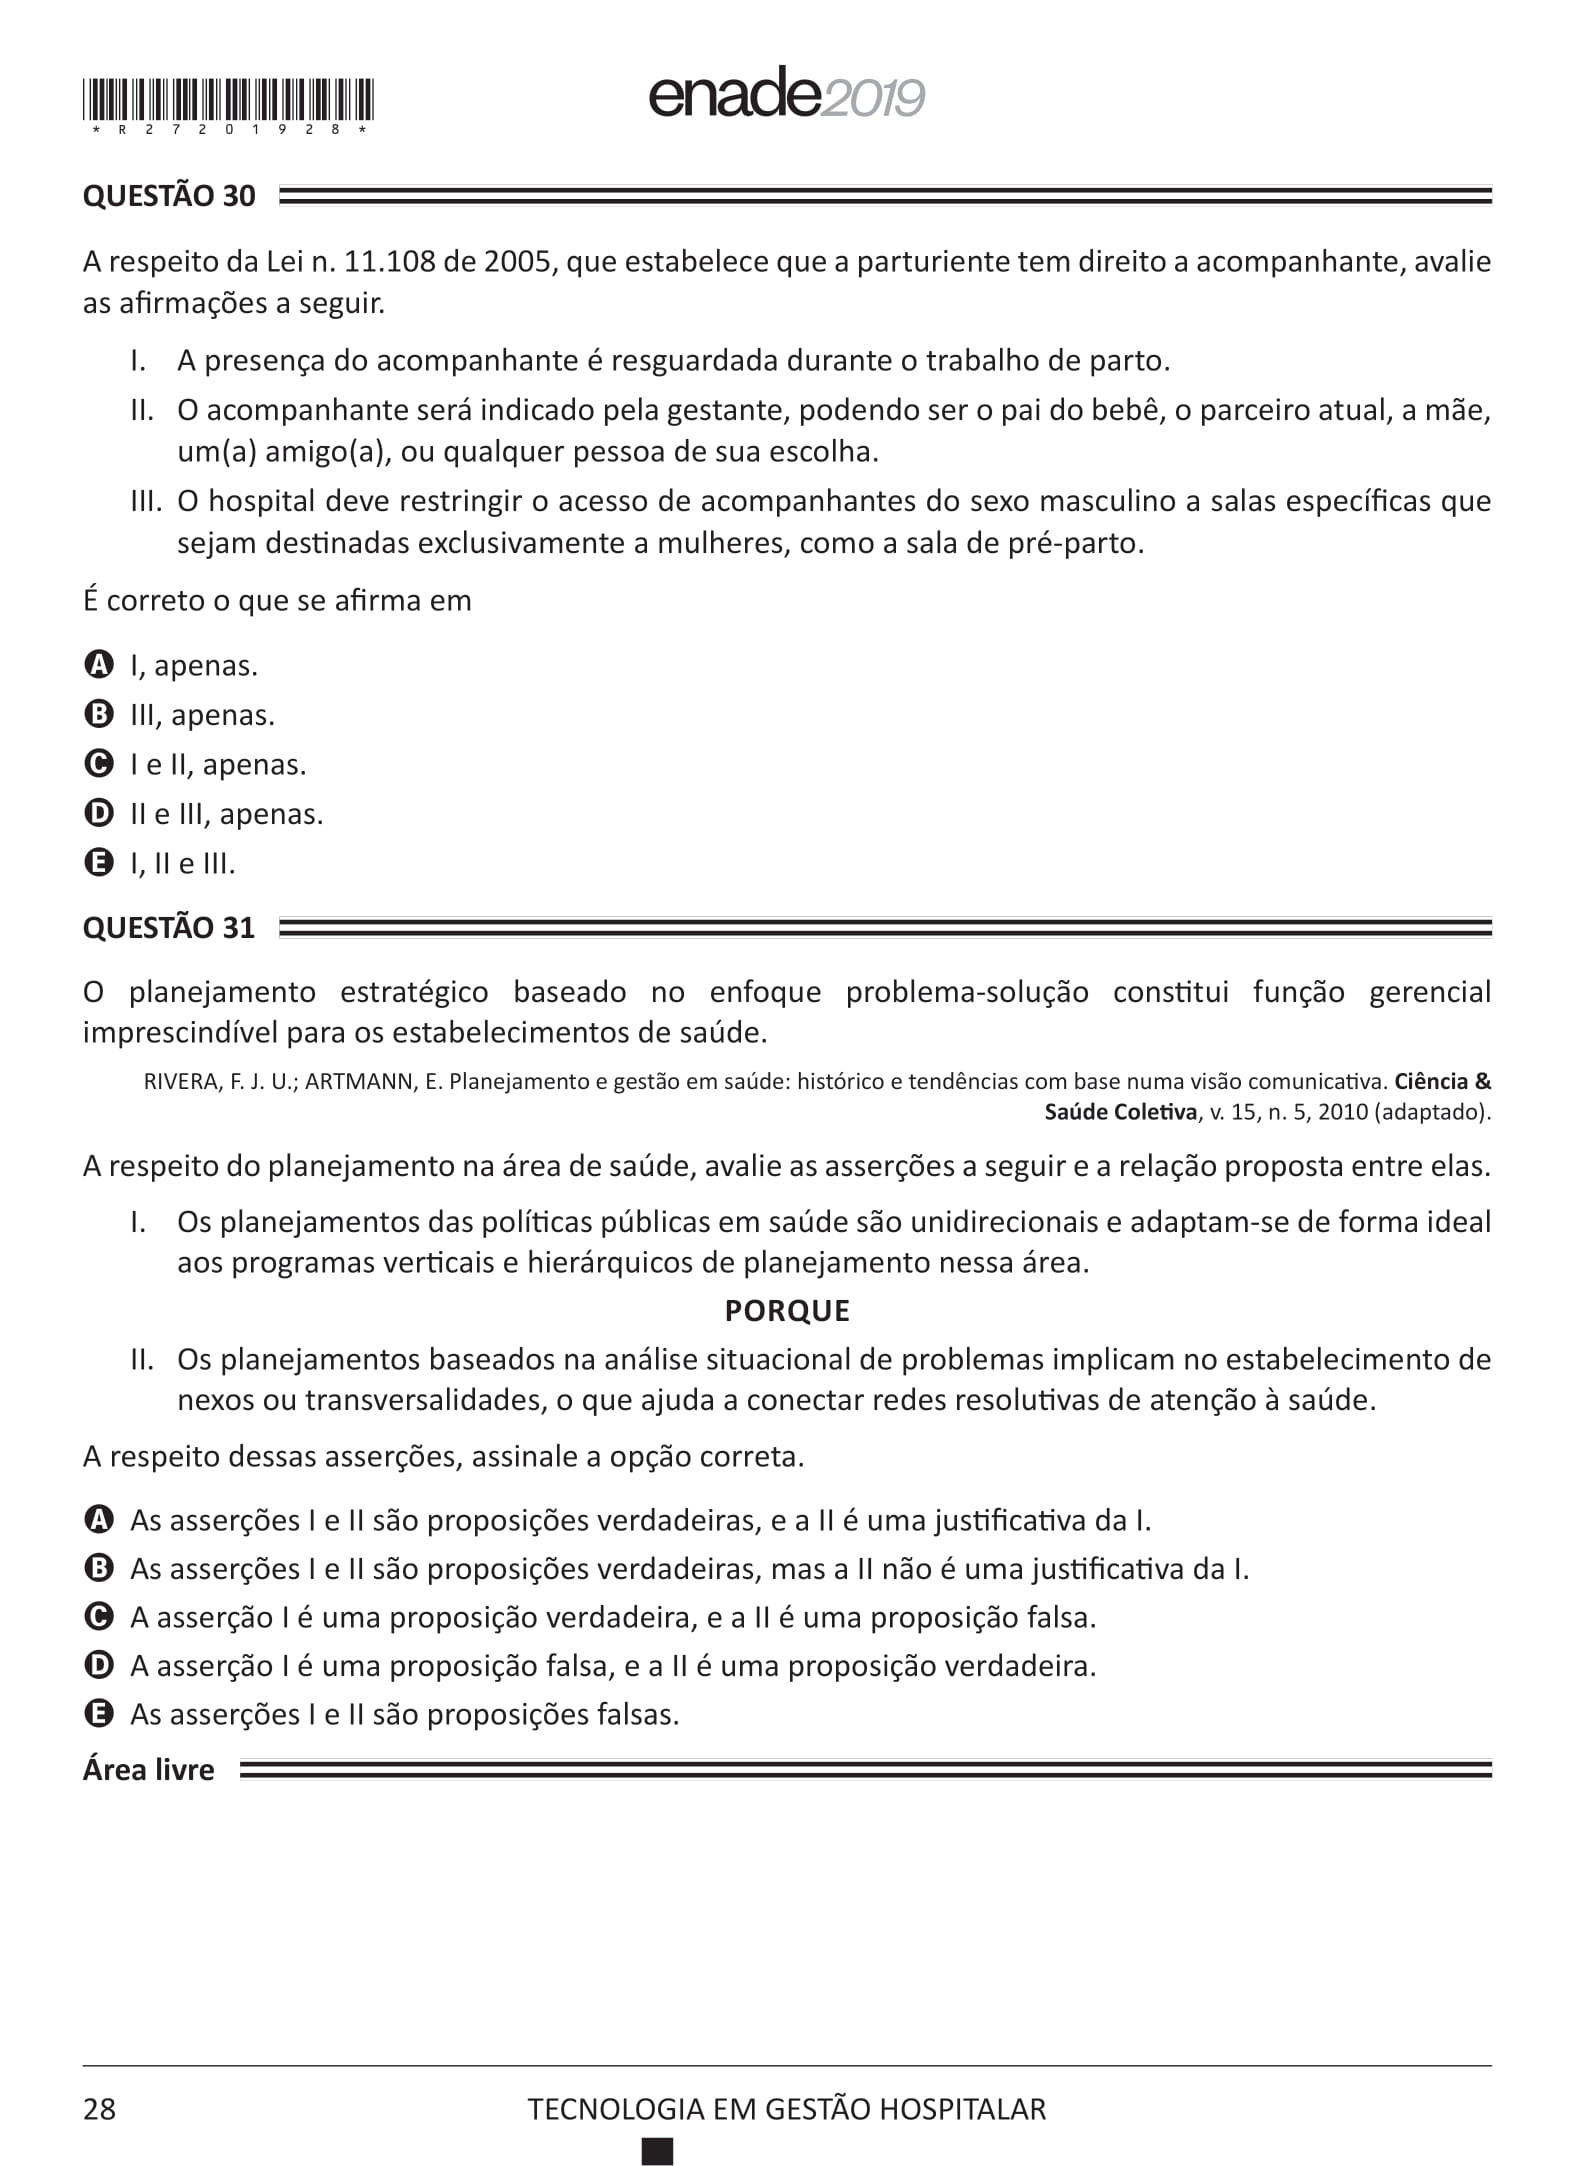 *R27201928*
enade2019
QUESTÃO 30
A respeito da Lei n. 11.108 de 2005, que estabelece que a parturiente tem direito a acompanhante, avalie
as afirmações a seguir.
I. A presença do acompanhante é resguardada durante o trabalho de parto.
II. O acompanhante será indicado pela gestante, podendo ser o pai do bebê, o parceiro atual, a mãe,
um(a) amigo(a), ou qualquer pessoa de sua escolha.
III. O hospital deve restringir o acesso de acompanhantes do sexo masculino a salas específicas que
sejam destinadas exclusivamente a mulheres, como a sala de pré-parto.
É correto o que se afirma em
A I, apenas.
B III, apenas.
C I e II, apenas.
D II e III, apenas.
E I, II e III.
QUESTÃO 31
O planejamento estratégico baseado no enfoque problema-solução constitui função gerencial
imprescindível para os estabelecimentos de saúde.
RIVERA, F. J. U.; ARTMANN, E. Planejamento e gestão em saúde: histórico e tendências com base numa visão comunicativa. Ciência &
Saúde Coletiva, v. 15, n. 5, 2010 (adaptado).
A respeito do planejamento na área de saúde, avalie as asserções a seguir e a relação proposta entre elas.
I. Os planejamentos das políticas públicas em saúde são unidirecionais e adaptam-se de forma ideal
aos programas verticais e hierárquicos de planejamento nessa área.
PORQUE
II. Os planejamentos baseados na análise situacional de problemas implicam no estabelecimento de
nexos ou transversalidades, o que ajuda a conectar redes resolutivas de atenção à saúde.
A respeito dessas asserções, assinale a opção correta.
A As asserções I e II são proposições verdadeiras, e a II é uma justificativa da I.
B As asserções I e II são proposições verdadeiras, mas a II não é uma justificativa da I.
C A asserção I é uma proposição verdadeira, e a II é uma proposição falsa.
D A asserção I é uma proposição falsa, e a II é uma proposição verdadeira.
E As asserções I e II são proposições falsas.
Área livre
28 TECNOLOGIA EM GESTÃO HOSPITALAR